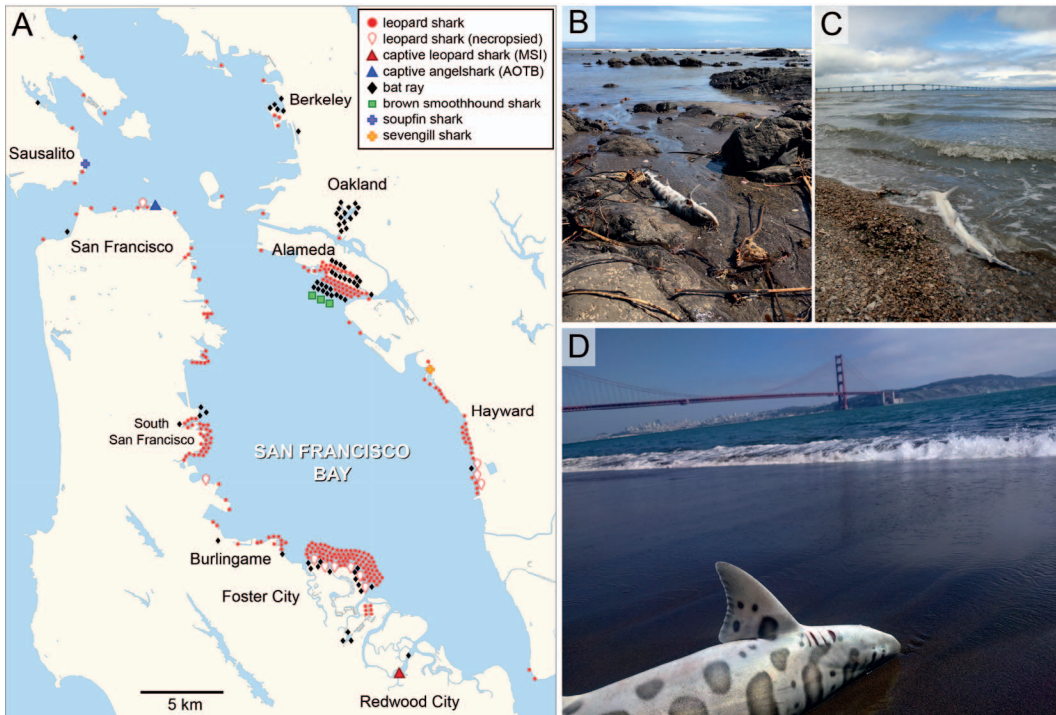 A
leopard shark
leopard shark (necropsied)
captive leopard shark (MSI)
captive angelshark (AOTB)
bat ray
brown smoothhound shark
soupfin shark
sevengill shark
Berkeley
Sausalito
Oakland
San Francisco
Alameda
Hayward
South
San Francisco
SAN FRANCISCO
BAY
Burlingame
Foster City
5 km
Redwood City
B
C
D